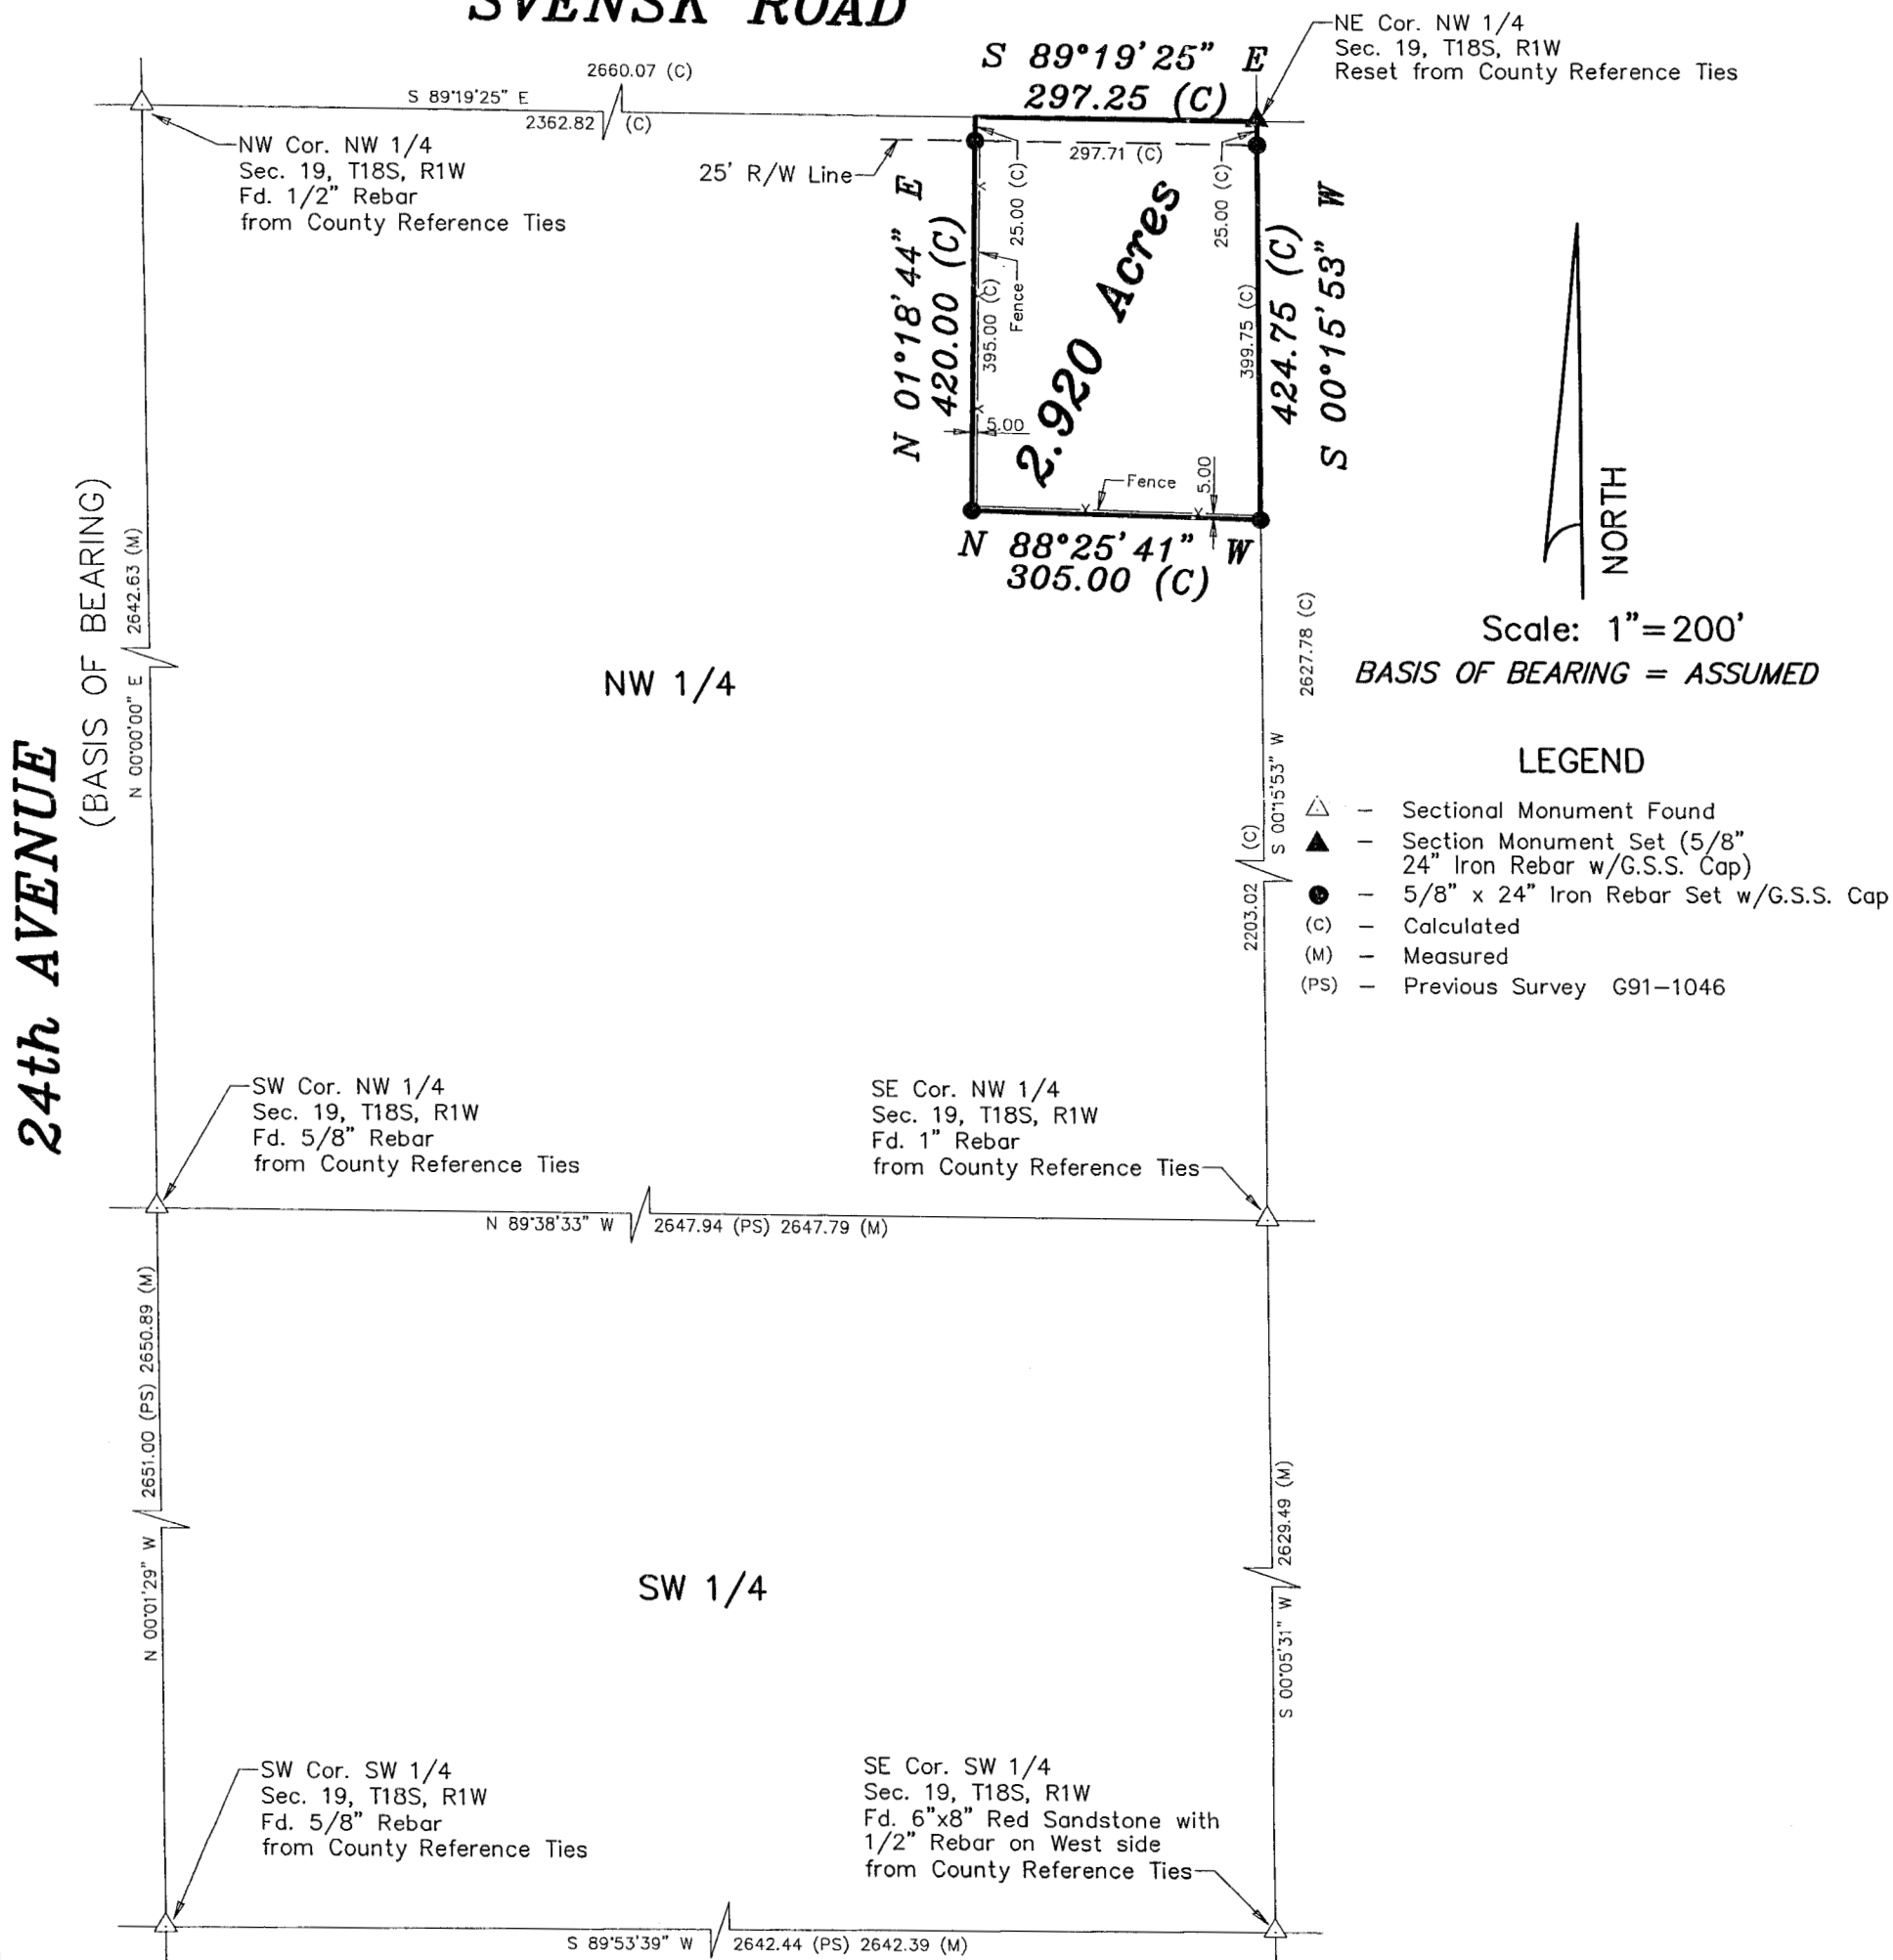 SVENSK ROAD
NE Cor. NW 1/4
Sec. 19, T18S, R1W
Reset from County Reference Ties
S 89°19'25" E
297.25 (C)
2660.07 (C)
S 89°19'25" E
2362.82 (C)
NW Cor. NW 1/4
Sec. 19, T18S, R1W
Fd. 1/2" Rebar
from County Reference Ties
25' R/W Line
297.71 (C)
25.00 (C)
25.00 (C)
N 01°18'44" E
420.00 (C)
395.00 (C)
Fence
5.00
2.920 Acres
399.75 (C)
424.75 (C)
S 00°15'53" W
Fence
5.00
N 88°25'41" W
305.00 (C)
NORTH
Scale: 1"=200'
BASIS OF BEARING = ASSUMED
24th AVENUE
(BASIS OF BEARING)
N 00°00'00" E
2642.63 (M)
NW 1/4
2627.78 (C)
S 00°15'53" W
2203.02 (C)
LEGEND
– Sectional Monument Found
– Section Monument Set (5/8"
24" Iron Rebar w/G.S.S. Cap)
– 5/8" x 24" Iron Rebar Set w/G.S.S. Cap
(C) – Calculated
(M) – Measured
(PS) – Previous Survey G91–1046
SW Cor. NW 1/4
Sec. 19, T18S, R1W
Fd. 5/8" Rebar
from County Reference Ties
SE Cor. NW 1/4
Sec. 19, T18S, R1W
Fd. 1" Rebar
from County Reference Ties
N 89°38'33" W 2647.94 (PS) 2647.79 (M)
N 00°01'29" W
2651.00 (PS) 2650.89 (M)
SW 1/4
S 00°05'31" W
2629.49 (M)
SW Cor. SW 1/4
Sec. 19, T18S, R1W
Fd. 5/8" Rebar
from County Reference Ties
SE Cor. SW 1/4
Sec. 19, T18S, R1W
Fd. 6"x8" Red Sandstone with
1/2" Rebar on West side
from County Reference Ties
S 89°53'39" W 2642.44 (PS) 2642.39 (M)